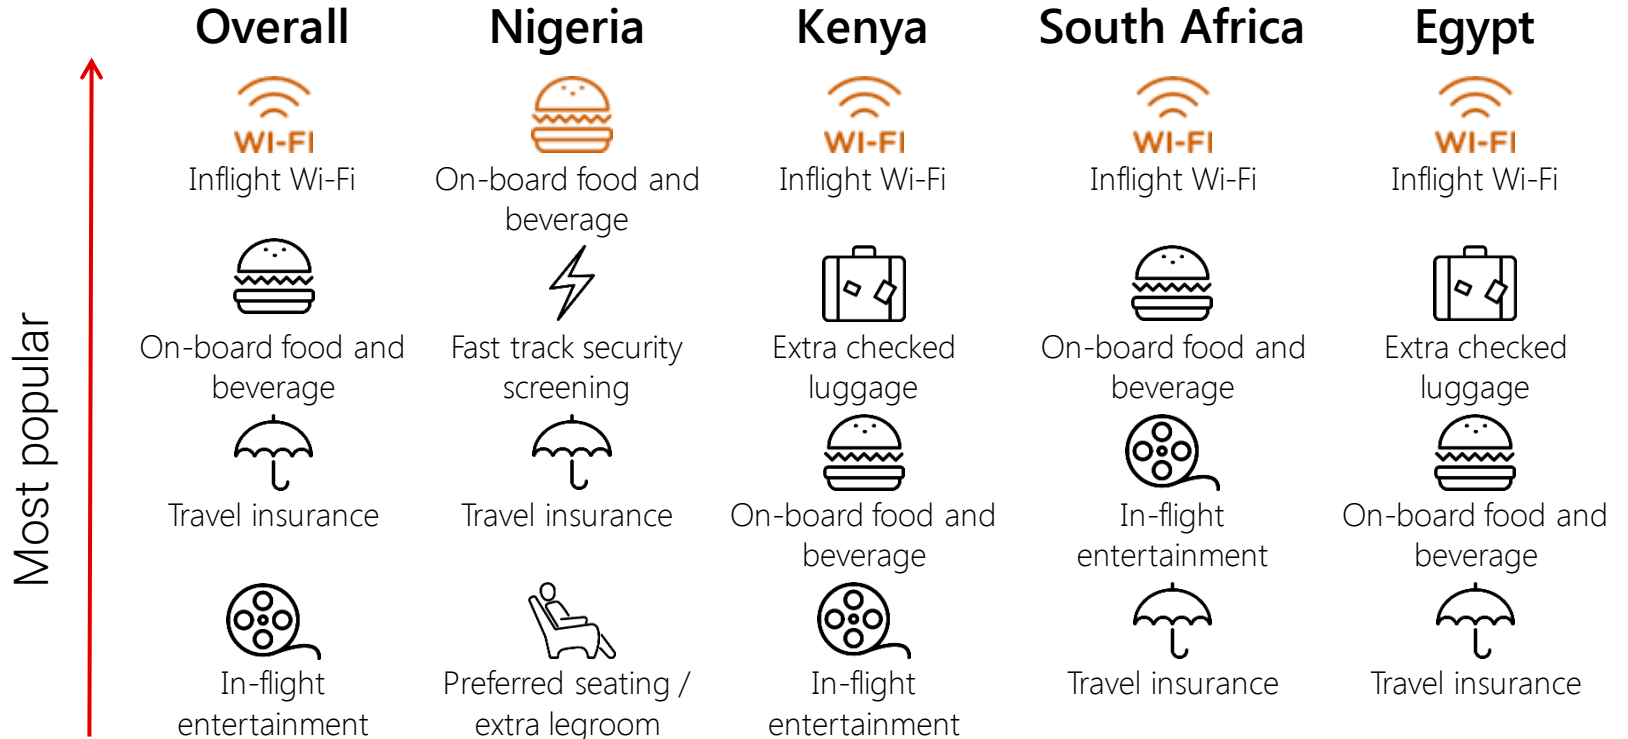 Overall Nigeria Kenya South Africa Egypt
WI-FI WI-FI WI-FI WI-FI
Inflight Wi-Fi On-board food and beverage Inflight Wi-Fi Inflight Wi-Fi Inflight Wi-Fi
On-board food and beverage Fast track security screening Extra checked luggage On-board food and beverage Extra checked luggage
Travel insurance Travel insurance On-board food and beverage In-flight entertainment On-board food and beverage
In-flight entertainment Preferred seating / extra legroom In-flight entertainment Travel insurance Travel insurance
Most popular